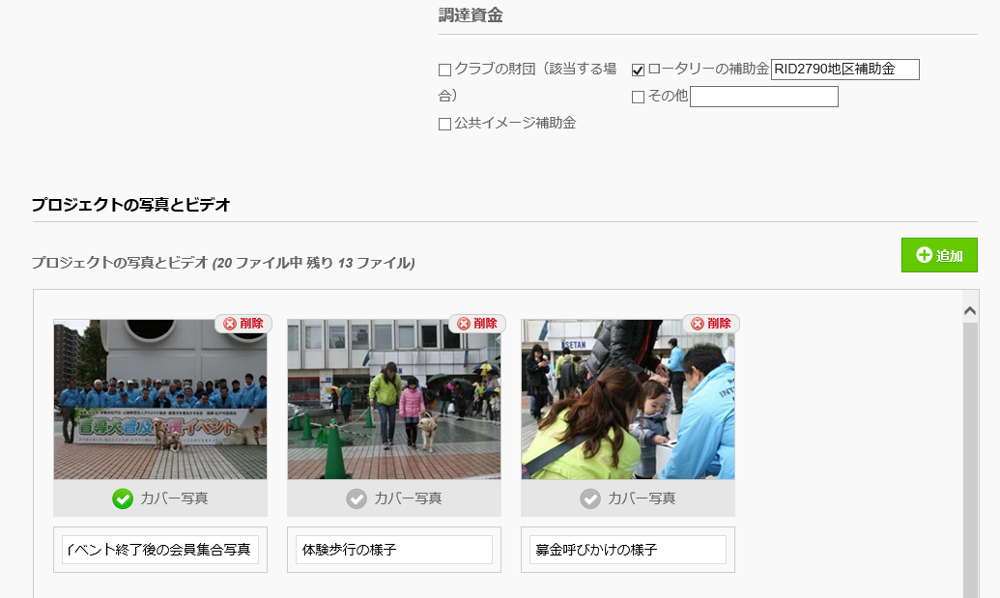 調達資金
クラブの財団（該当する場合）
ロータリーの補助金 RID2790地区補助金
その他
公共イメージ補助金
プロジェクトの写真とビデオ
プロジェクトの写真とビデオ (20 ファイル中 残り 13 ファイル)
追加
削除
削除
削除
盲導犬普及支援イベント
ISETAN
カバー写真
カバー写真
カバー写真
イベント終了後の会員集合写真
体験歩行の様子
募金呼びかけの様子